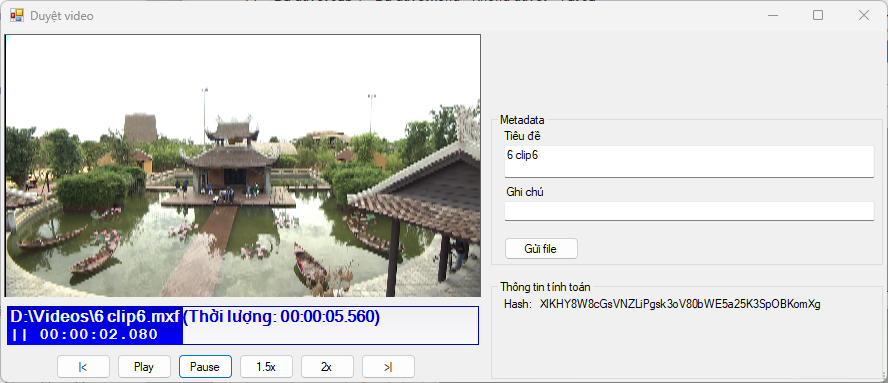 Duyệt video
Metadata
Tiêu đề
6 clip6
Ghi chú
Gửi file
Thông tin tính toán
Hash: XIKHY8W8cGsVNZLiPgsk3oV80bWE5a25K3SpOBKomXg
D:\Videos\6 clip6.mxf (Thời lượng: 00:00:05.560)
|| 00:00:02.080
|< Play Pause 1.5x 2x >|